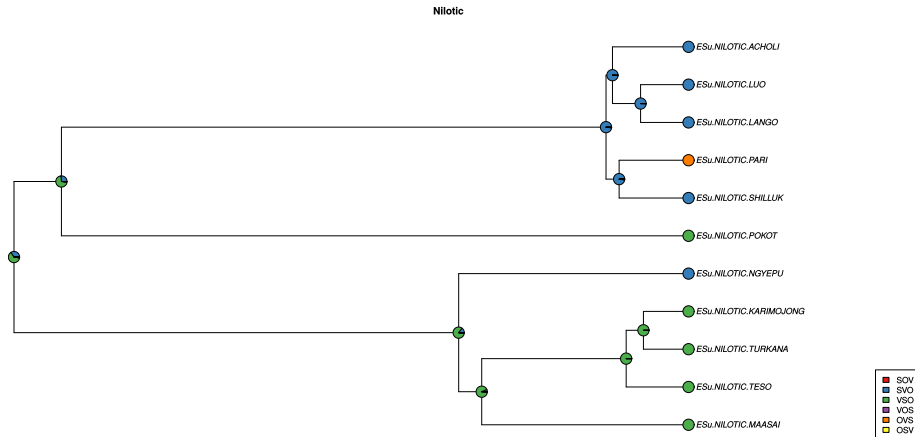 Nilotic
ESu.NILOTIC.ACHOLI
ESu.NILOTIC.LUO
ESu.NILOTIC.LANGO
ESu.NILOTIC.PARI
ESu.NILOTIC.SHILLUK
ESu.NILOTIC.POKOT
ESu.NILOTIC.NGYEPU
ESu.NILOTIC.KARIMOJONG
ESu.NILOTIC.TURKANA
ESu.NILOTIC.TESO
ESu.NILOTIC.MAASAI
SOV
SVO
VSO
VOS
OVS
OSV